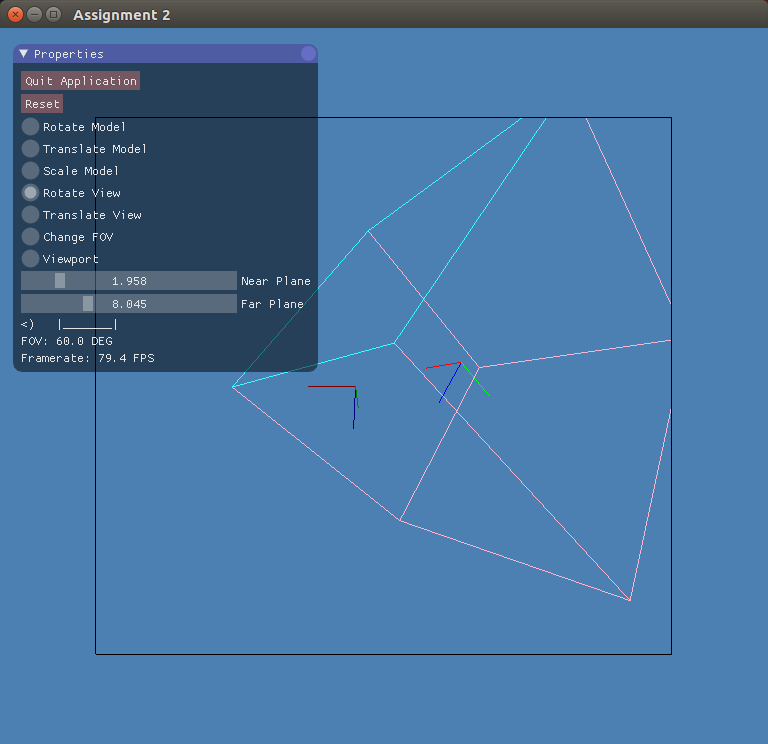 Assignment 2
Properties
Quit Application
Reset
Rotate Model
Translate Model
Scale Model
Rotate View
Translate View
Change FOV
Viewport
1.958 Near Plane
8.045 Far Plane
<) |_______|
FOV: 60.0 DEG
Framerate: 79.4 FPS